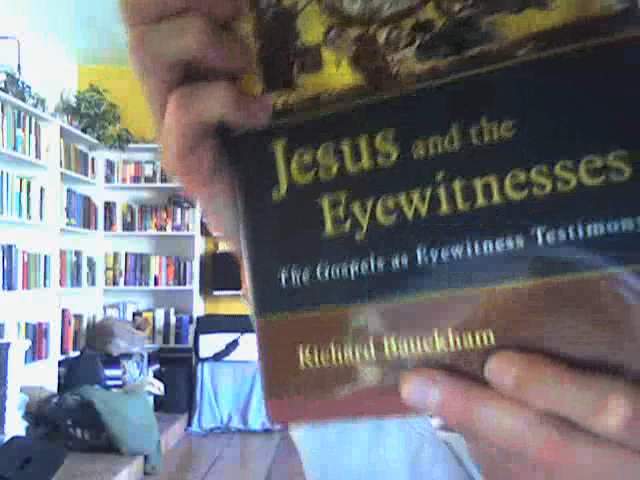 Jesus and the
Eyewitnesses
The Gospels as Eyewitness Testimony
Richard Bauckham